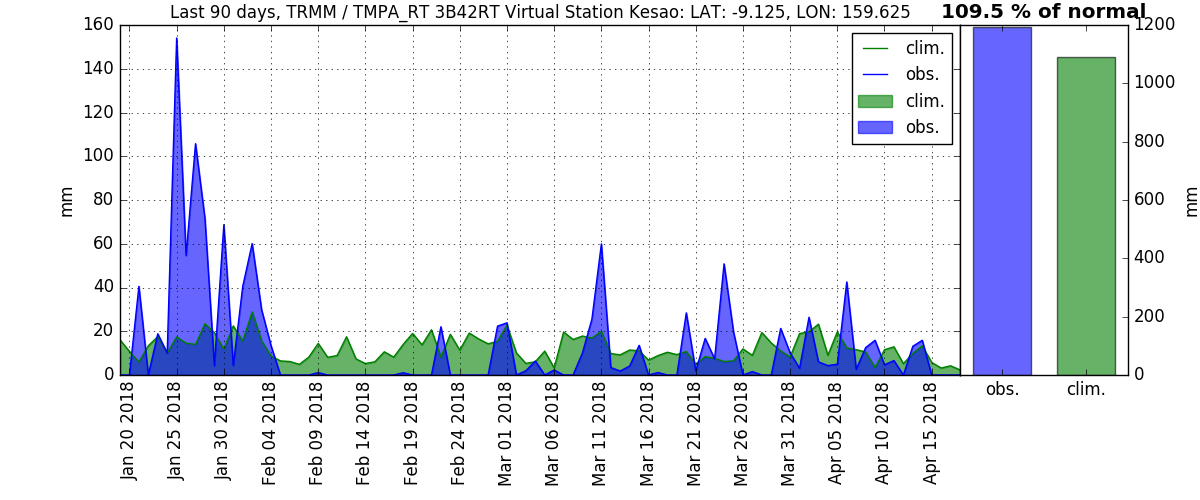 Last 90 days, TRMM / TMPA_RT 3B42RT Virtual Station Kesao: LAT: -9.125, LON: 159.625
109.5 % of normal
160
140
120
100
80
60
40
20
0
mm
clim.
obs.
clim.
obs.
1200
1000
800
600
400
200
0
mm
obs.
clim.
Jan 20 2018
Jan 25 2018
Jan 30 2018
Feb 04 2018
Feb 09 2018
Feb 14 2018
Feb 19 2018
Feb 24 2018
Mar 01 2018
Mar 06 2018
Mar 11 2018
Mar 16 2018
Mar 21 2018
Mar 26 2018
Mar 31 2018
Apr 05 2018
Apr 10 2018
Apr 15 2018